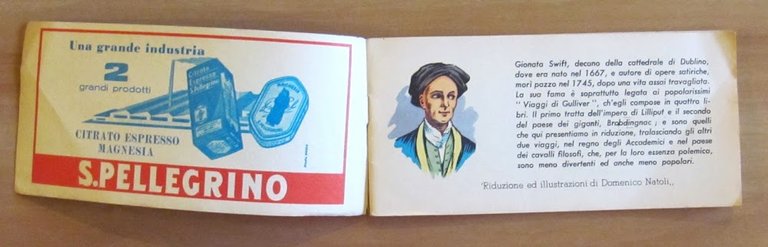 Una grande industria
2
grandi prodotti
Citrato
Espresso
S.Pellegrino
CITRATO ESPRESSO
MAGNESIA
S.PELLEGRINO
Gionata Swift, decano della cattedrale di Dublino,
dove era nato nel 1667, e autore di opere satiriche,
morì pazzo nel 1745, dopo una vita assai travagliata.
La sua fama è soprattutto legata ai popolarissimi
"Viaggi di Gulliver", ch'egli compose in quattro li-
bri. Il primo tratta dell'impero di Lilliput e il secondo
del paese dei giganti, Brobdingnac; e sono quelli
che qui presentiamo in riduzione, tralasciando gli altri
due viaggi, nel regno degli Accademici e nel paese
dei cavalli filosofi, che, per la loro essenza polemica,
sono meno divertenti ed anche meno popolari.
"Riduzione ed illustrazioni di Domenico Natoli,,